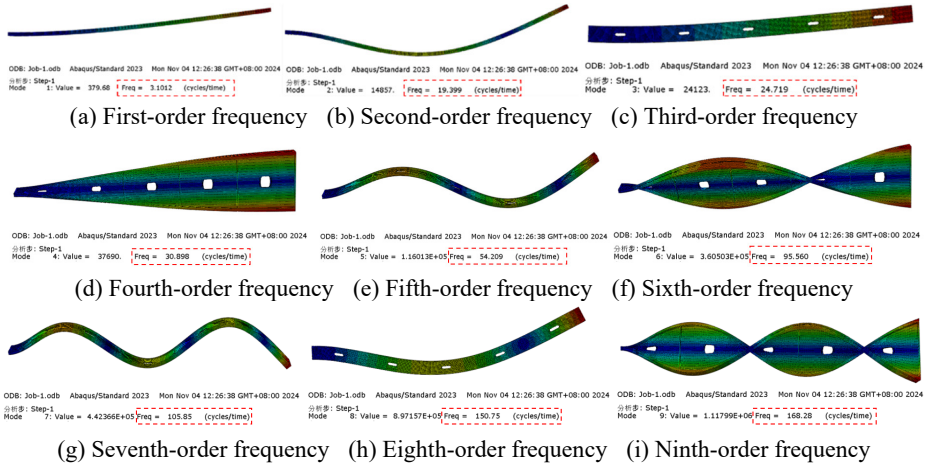 ODB: Job-1.odb Abaqus/Standard 2023 Mon Nov 04 12:26:38 GMT+08:00 2024
分析步: Step-1
Mode 1: Value = 379.68 Freq = 3.1012 (cycles/time)
(a) First-order frequency
ODB: Job-1.odb Abaqus/Standard 2023 Mon Nov 04 12:26:38 GMT+08:00 2024
分析步: Step-1
Mode 2: Value = 14857. Freq = 19.399 (cycles/time)
(b) Second-order frequency
ODB: Job-1.odb Abaqus/Standard 2023 Mon Nov 04 12:26:38 GMT+08:00 2024
分析步: Step-1
Mode 3: Value = 24123. Freq = 24.719 (cycles/time)
(c) Third-order frequency
ODB: Job-1.odb Abaqus/Standard 2023 Mon Nov 04 12:26:38 GMT+08:00 2024
分析步: Step-1
Mode 4: Value = 37690. Freq = 30.898 (cycles/time)
(d) Fourth-order frequency
ODB: Job-1.odb Abaqus/Standard 2023 Mon Nov 04 12:26:38 GMT+08:00 2024
分析步: Step-1
Mode 5: Value = 1.16013E+05 Freq = 54.209 (cycles/time)
(e) Fifth-order frequency
ODB: Job-1.odb Abaqus/Standard 2023 Mon Nov 04 12:26:38 GMT+08:00 2024
分析步: Step-1
Mode 6: Value = 3.60503E+05 Freq = 95.560 (cycles/time)
(f) Sixth-order frequency
ODB: Job-1.odb Abaqus/Standard 2023 Mon Nov 04 12:26:38 GMT+08:00 2024
分析步: Step-1
Mode 7: Value = 4.42366E+05 Freq = 105.85 (cycles/time)
(g) Seventh-order frequency
ODB: Job-1.odb Abaqus/Standard 2023 Mon Nov 04 12:26:38 GMT+08:00 2024
分析步: Step-1
Mode 8: Value = 8.97157E+05 Freq = 150.75 (cycles/time)
(h) Eighth-order frequency
ODB: Job-1.odb Abaqus/Standard 2023 Mon Nov 04 12:26:38 GMT+08:00 2024
分析步: Step-1
Mode 9: Value = 1.11799E+06 Freq = 168.28 (cycles/time)
(i) Ninth-order frequency